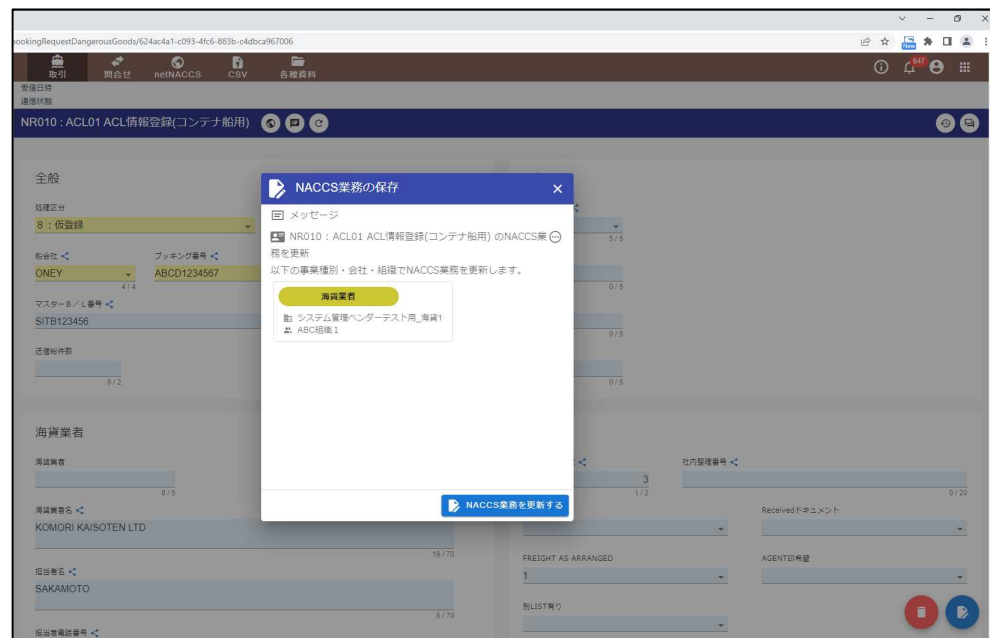 ookingRequestDangerousGoods/624ac4a1-c093-4fc6-883b-c4dbca967006
New
取引
問合せ
netNACCS
CSV
各種資料
647
受信日時
送信状態
NR010 : ACL01 ACL情報登録(コンテナ船用)
全般
処理区分
8 : 仮登録
船会社
ブッキング番号
ONEY
ABCD1234567
4 / 4
マスターB／L番号
SITB123456
送信総件数
0 / 2
5 / 5
0 / 5
0 / 5
0 / 5
NACCS業務の保存
メッセージ
NR010 : ACL01 ACL情報登録(コンテナ船用) のNACCS業
務を更新
以下の事業種別・会社・組織でNACCS業務を更新します。
海貨業者
システム管理ベンダーテスト用_海貨1
ABC組織１
NACCS業務を更新する
海貨業者
海貨業者
0 / 5
海貨業者名
KOMORI KAISOTEN LTD
19 / 70
担当者名
SAKAMOTO
8 / 70
担当者電話番号
3
1 / 2
社内整理番号
0 / 20
Receivedドキュメント
FREIGHT AS ARRANGED
1
AGENT印希望
別LIST有り